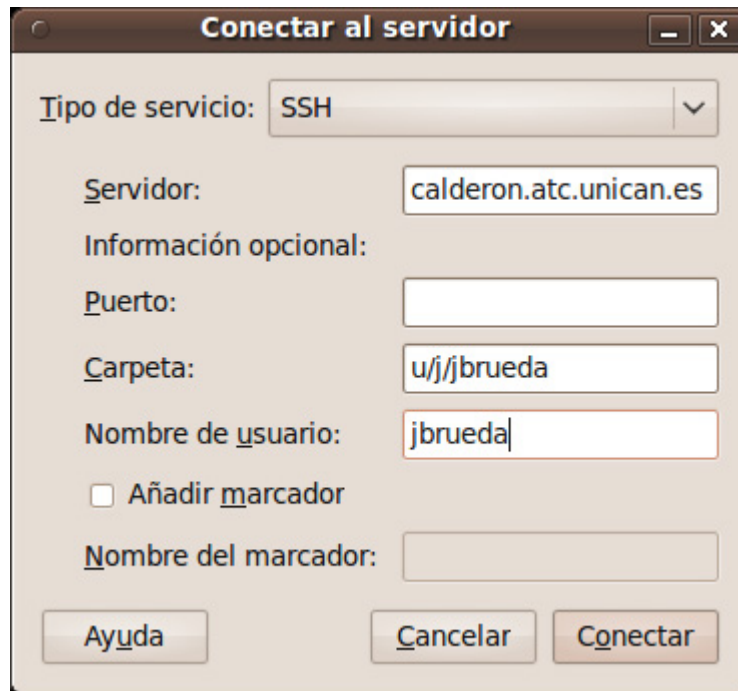 Conectar al servidor
Tipo de servicio: SSH
Servidor: calderon.atc.unican.es
Información opcional:
Puerto:
Carpeta: u/j/jbrueda
Nombre de usuario: jbrueda
Añadir marcador
Nombre del marcador:
Ayuda Cancelar Conectar